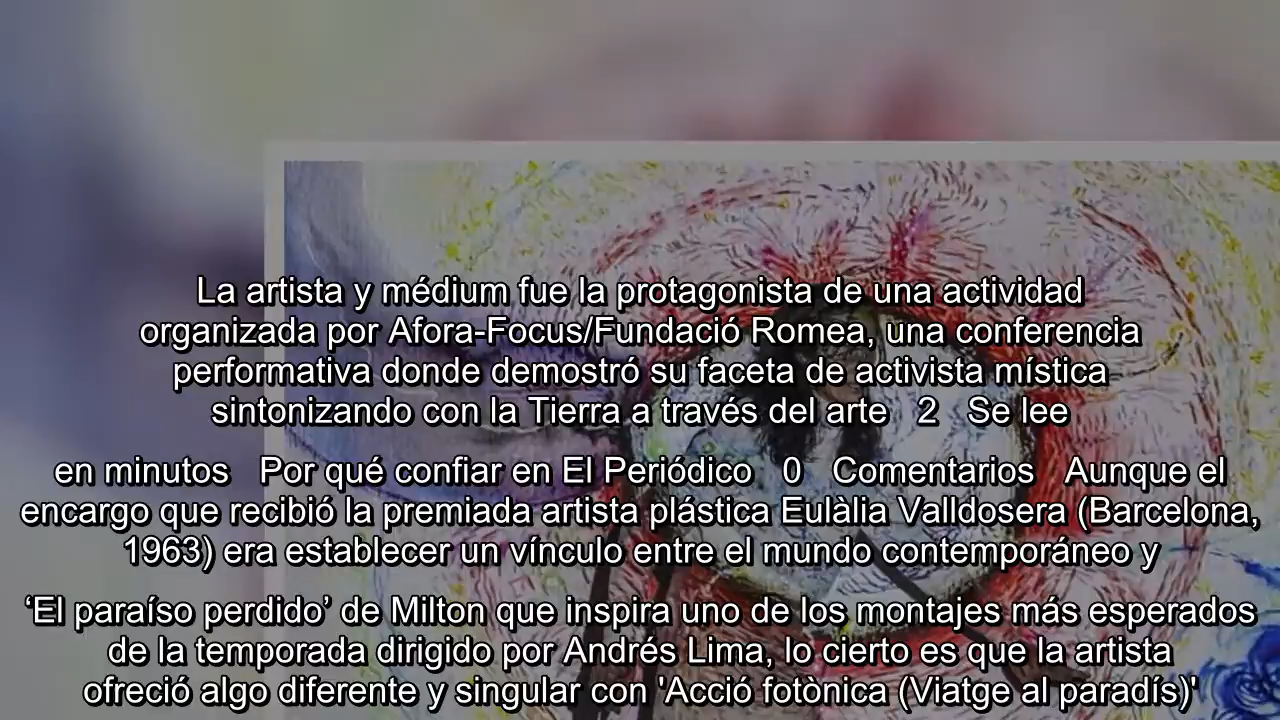 La artista y médium fue la protagonista de una actividad
organizada por Afora-Focus/Fundació Romea, una conferencia
performativa donde demostró su faceta de activista mística
sintonizando con la Tierra a través del arte 2 Se lee
en minutos Por qué confiar en El Periódico 0 Comentarios Aunque el
encargo que recibió la premiada artista plástica Eulàlia Valldosera (Barcelona,
1963) era establecer un vínculo entre el mundo contemporáneo y
‘El paraíso perdido’ de Milton que inspira uno de los montajes más esperados
de la temporada dirigido por Andrés Lima, lo cierto es que la artista
ofreció algo diferente y singular con 'Acció fotònica (Viatge al paradís)'